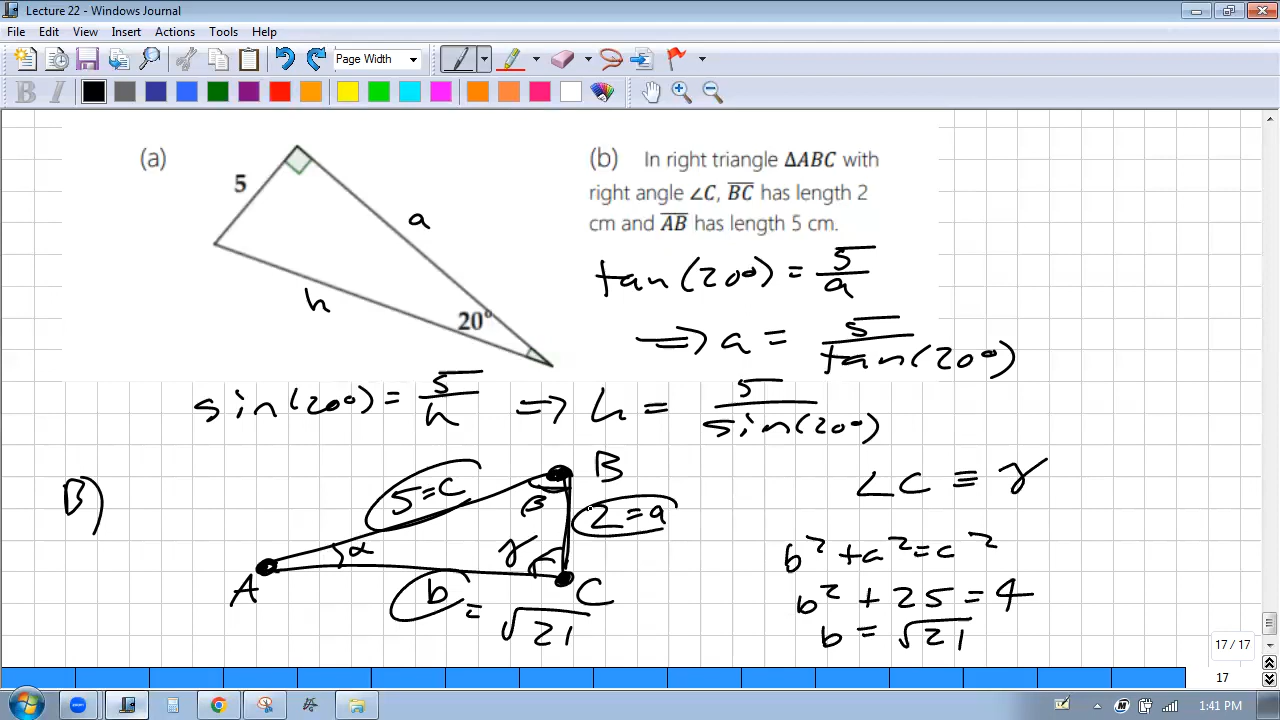 Lecture 22 - Windows Journal
File Edit View Insert Actions Tools Help
Page Width
B I
(a)
5
a
h
20°
(b) In right triangle ΔABC with
right angle ∠C, BC has length 2
cm and AB has length 5 cm.
tan(20°) = 5/a
⟹ a = 5/tan(20°)
sin(20°) = 5/h ⟹ h = 5/sin(20°)
B)
5 = c
B
β
2 = a
α
γ
A
b = √21
C
∠C ≡ γ
b² + a² = c²
b² + 25 = 4
b = √21
17 / 17
17
1:41 PM